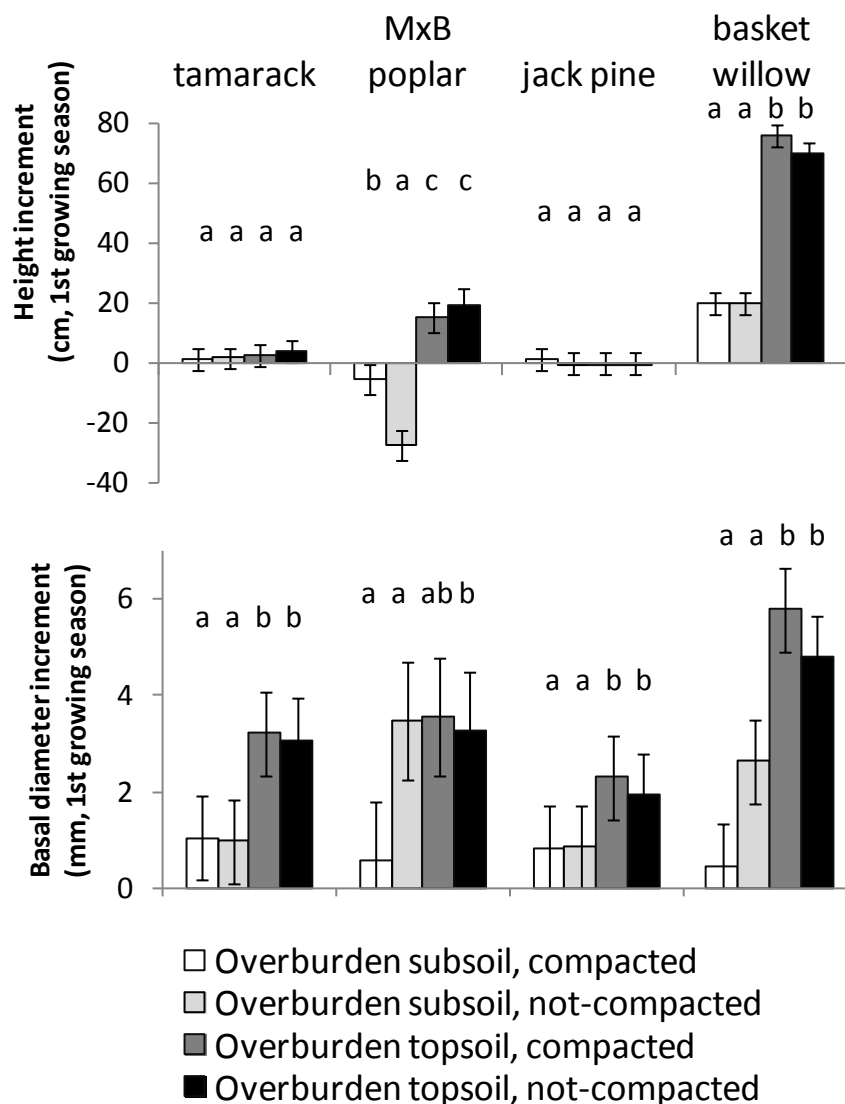 MxB
basket
tamarack
poplar
jack pine
willow
a a b b
80
b a c c
60
a a a a
a a a a
40
20
0
-20
-40
Height increment
(cm, 1st growing season)
a a b b
6
a a ab b
a a b b
a a b b
4
2
0
Basal diameter increment
(mm, 1st growing season)
Overburden subsoil, compacted
Overburden subsoil, not-compacted
Overburden topsoil, compacted
Overburden topsoil, not-compacted